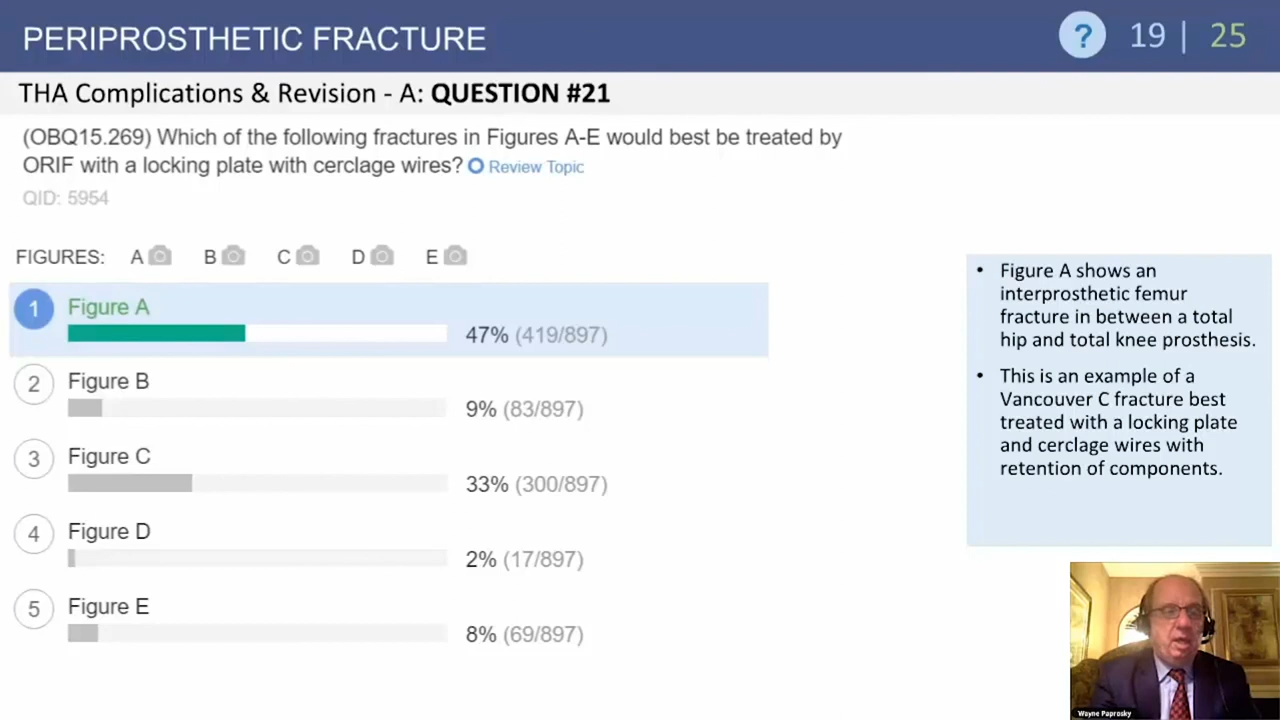 PERIPROSTHETIC FRACTURE
? 19 | 25
THA Complications & Revision - A: QUESTION #21
(OBQ15.269) Which of the following fractures in Figures A-E would best be treated by
ORIF with a locking plate with cerclage wires? Review Topic
QID: 5954
FIGURES: A B C D E
1 Figure A
47% (419/897)
2 Figure B
9% (83/897)
3 Figure C
33% (300/897)
4 Figure D
2% (17/897)
5 Figure E
8% (69/897)
• Figure A shows an
interprosthetic femur
fracture in between a total
hip and total knee prosthesis.
• This is an example of a
Vancouver C fracture best
treated with a locking plate
and cerclage wires with
retention of components.
Wayne Paprosky